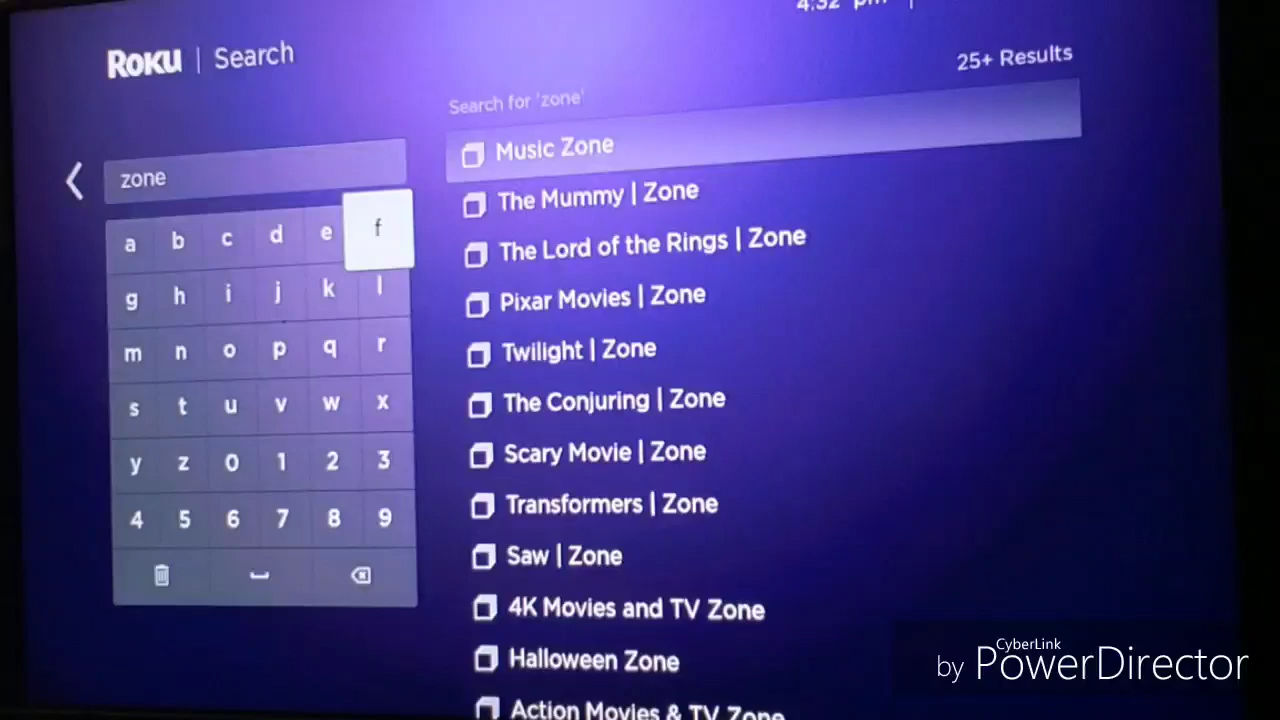 4:32 pm |
Roku | Search
25+ Results
Search for 'zone'
zone
a b c d e f
g h i j k l
m n o p q r
s t u v w x
y z 0 1 2 3
4 5 6 7 8 9
Music Zone
The Mummy | Zone
The Lord of the Rings | Zone
Pixar Movies | Zone
Twilight | Zone
The Conjuring | Zone
Scary Movie | Zone
Transformers | Zone
Saw | Zone
4K Movies and TV Zone
Halloween Zone
Action Movies & TV Zone
CyberLink
by PowerDirector